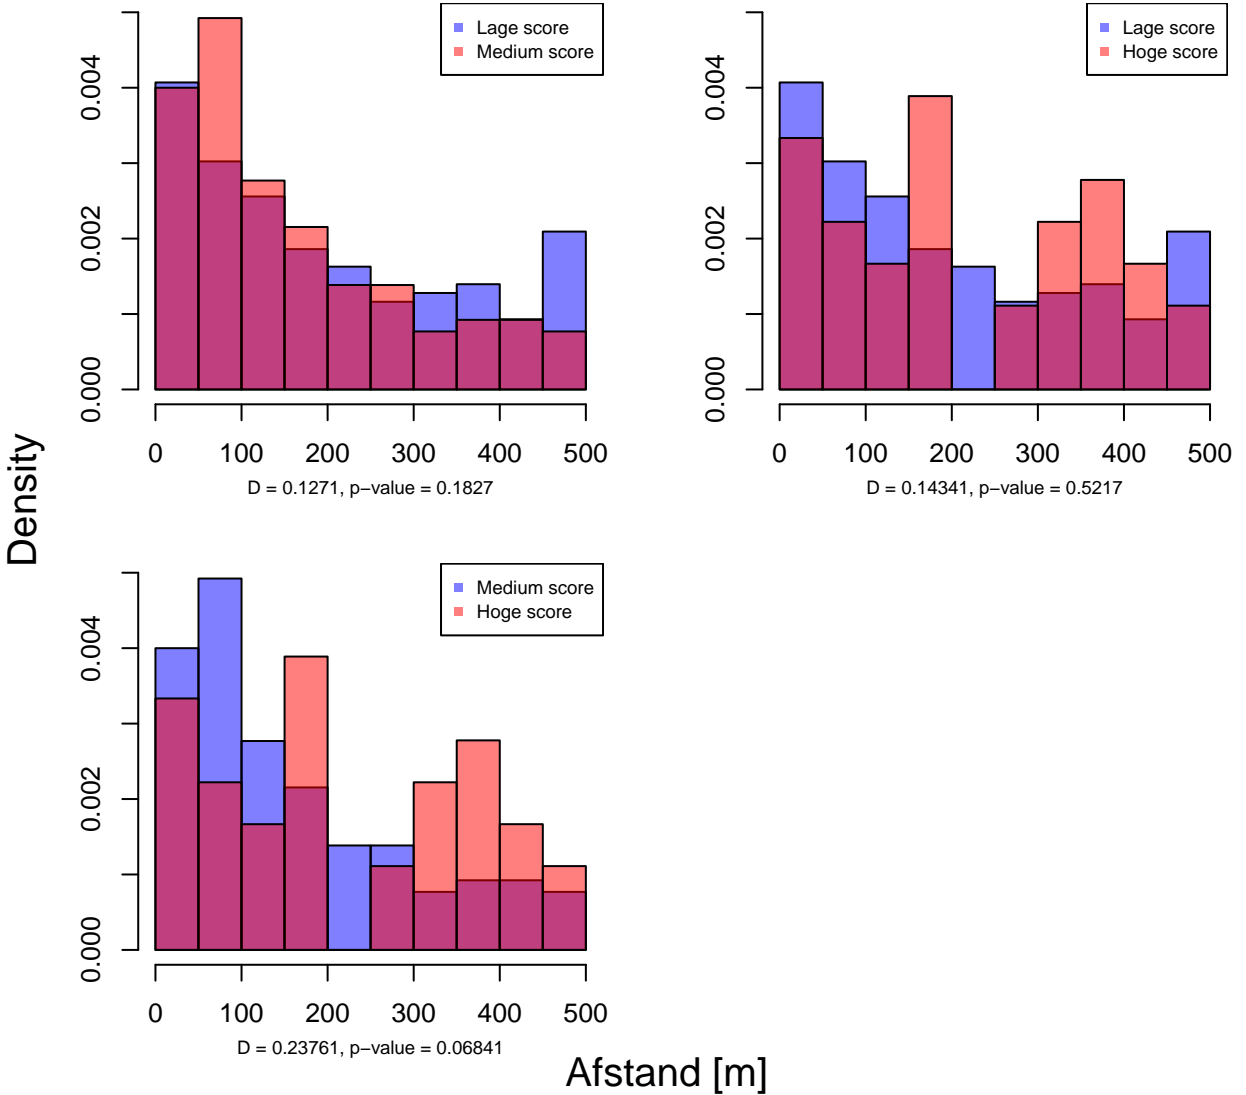 Lage score
Medium score
0.000
0.002
0.004
0 100 200 300 400 500
D = 0.1271, p−value = 0.1827
Lage score
Hoge score
0.000
0.002
0.004
0 100 200 300 400 500
D = 0.14341, p−value = 0.5217
Density
Medium score
Hoge score
0.000
0.002
0.004
0 100 200 300 400 500
D = 0.23761, p−value = 0.06841
Afstand [m]